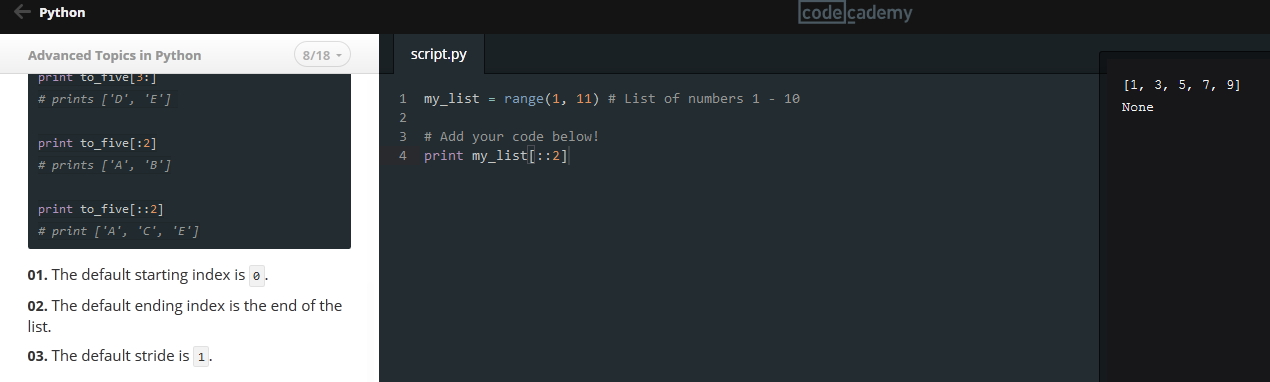 Python
codecademy
Advanced Topics in Python
8/18
script.py
print to_five[3:]
# prints ['D', 'E']
print to_five[:2]
# prints ['A', 'B']
print to_five[::2]
# print ['A', 'C', 'E']
01. The default starting index is 0.
02. The default ending index is the end of the
list.
03. The default stride is 1.
1 my_list = range(1, 11) # List of numbers 1 - 10
2
3 # Add your code below!
4 print my_list[::2]
[1, 3, 5, 7, 9]
None